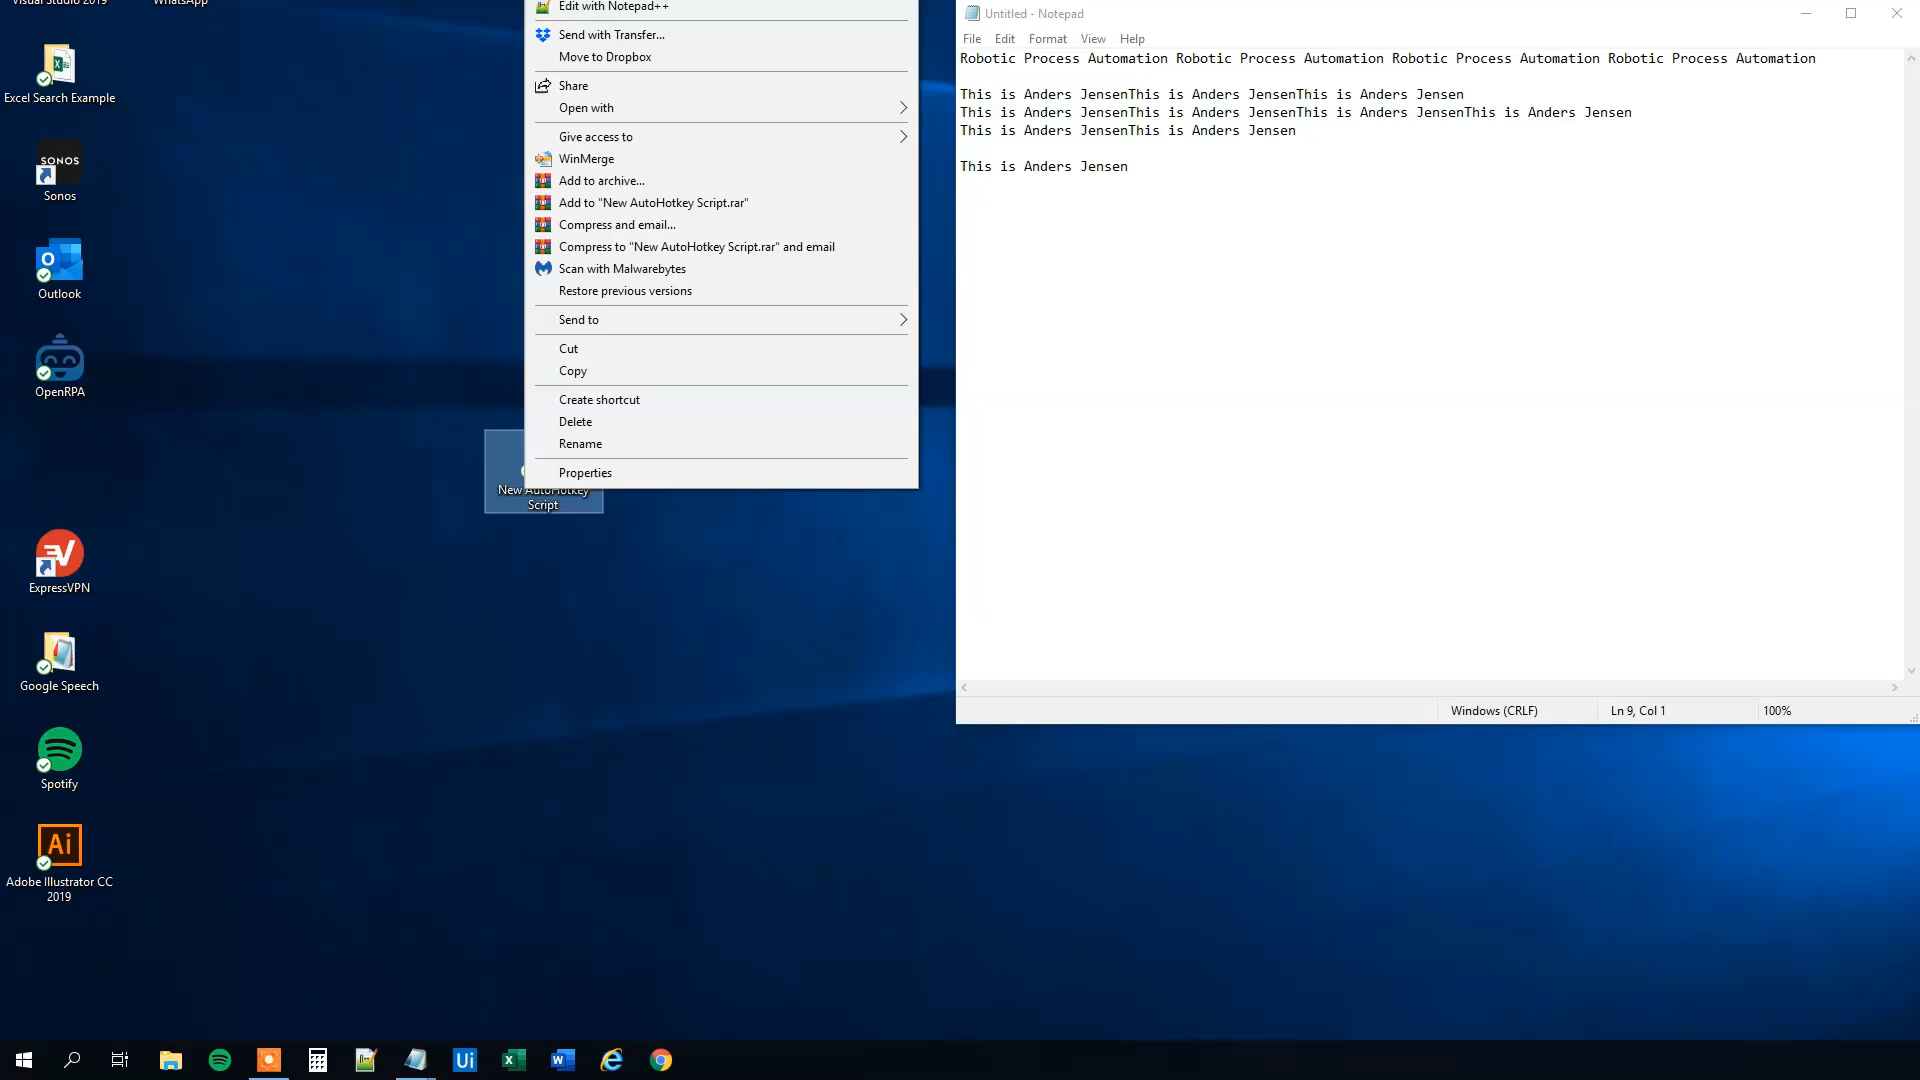 Visual Studio 2019
WhatsApp
Excel Search Example
SONOS
Sonos
Outlook
OpenRPA
ExpressVPN
Google Speech
Spotify
Ai
Adobe Illustrator CC
2019
New AutoHotkey
Script
Edit with Notepad++
Send with Transfer...
Move to Dropbox
Share
Open with
Give access to
WinMerge
Add to archive...
Add to "New AutoHotkey Script.rar"
Compress and email...
Compress to "New AutoHotkey Script.rar" and email
Scan with Malwarebytes
Restore previous versions
Send to
Cut
Copy
Create shortcut
Delete
Rename
Properties
Untitled - Notepad
File Edit Format View Help
Robotic Process Automation Robotic Process Automation Robotic Process Automation Robotic Process Automation
This is Anders JensenThis is Anders JensenThis is Anders Jensen
This is Anders JensenThis is Anders JensenThis is Anders JensenThis is Anders Jensen
This is Anders JensenThis is Anders Jensen
This is Anders Jensen
Windows (CRLF) Ln 9, Col 1 100%
Ui